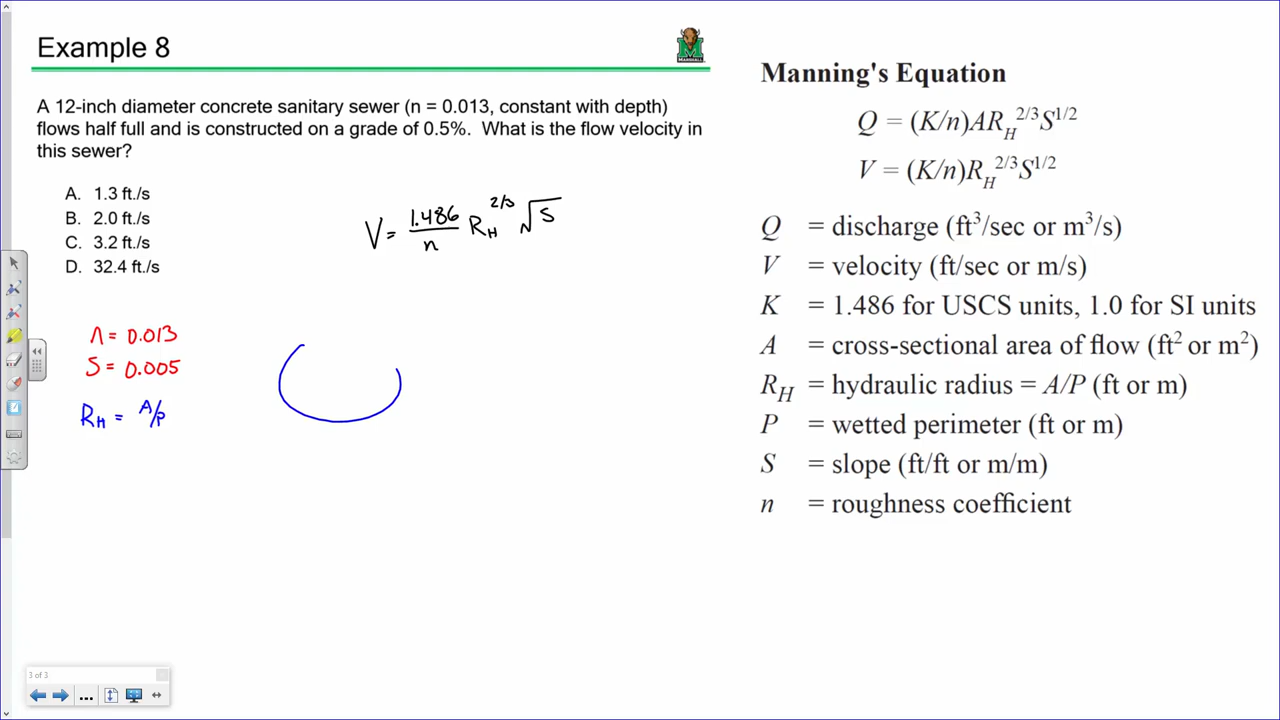 Example 8
MARSHALL
A 12-inch diameter concrete sanitary sewer (n = 0.013, constant with depth)
flows half full and is constructed on a grade of 0.5%. What is the flow velocity in
this sewer?
A. 1.3 ft./s
B. 2.0 ft./s
C. 3.2 ft./s
D. 32.4 ft./s
V = 1.486/n R_H^2/3 √S
n = 0.013
S = 0.005
R_H = A/P
Manning's Equation
Q = (K/n)AR_H^2/3 S^1/2
V = (K/n)R_H^2/3 S^1/2
Q = discharge (ft³/sec or m³/s)
V = velocity (ft/sec or m/s)
K = 1.486 for USCS units, 1.0 for SI units
A = cross-sectional area of flow (ft² or m²)
R_H = hydraulic radius = A/P (ft or m)
P = wetted perimeter (ft or m)
S = slope (ft/ft or m/m)
n = roughness coefficient
3 of 3